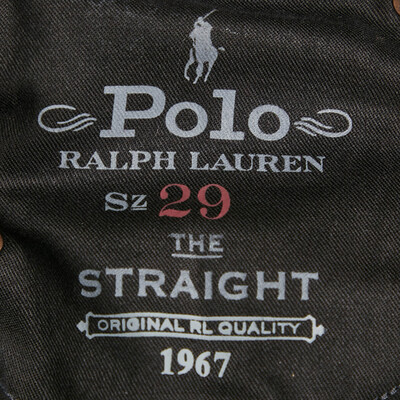 Polo
RALPH LAUREN
Sz 29
THE
STRAIGHT
ORIGINAL RL QUALITY
1967